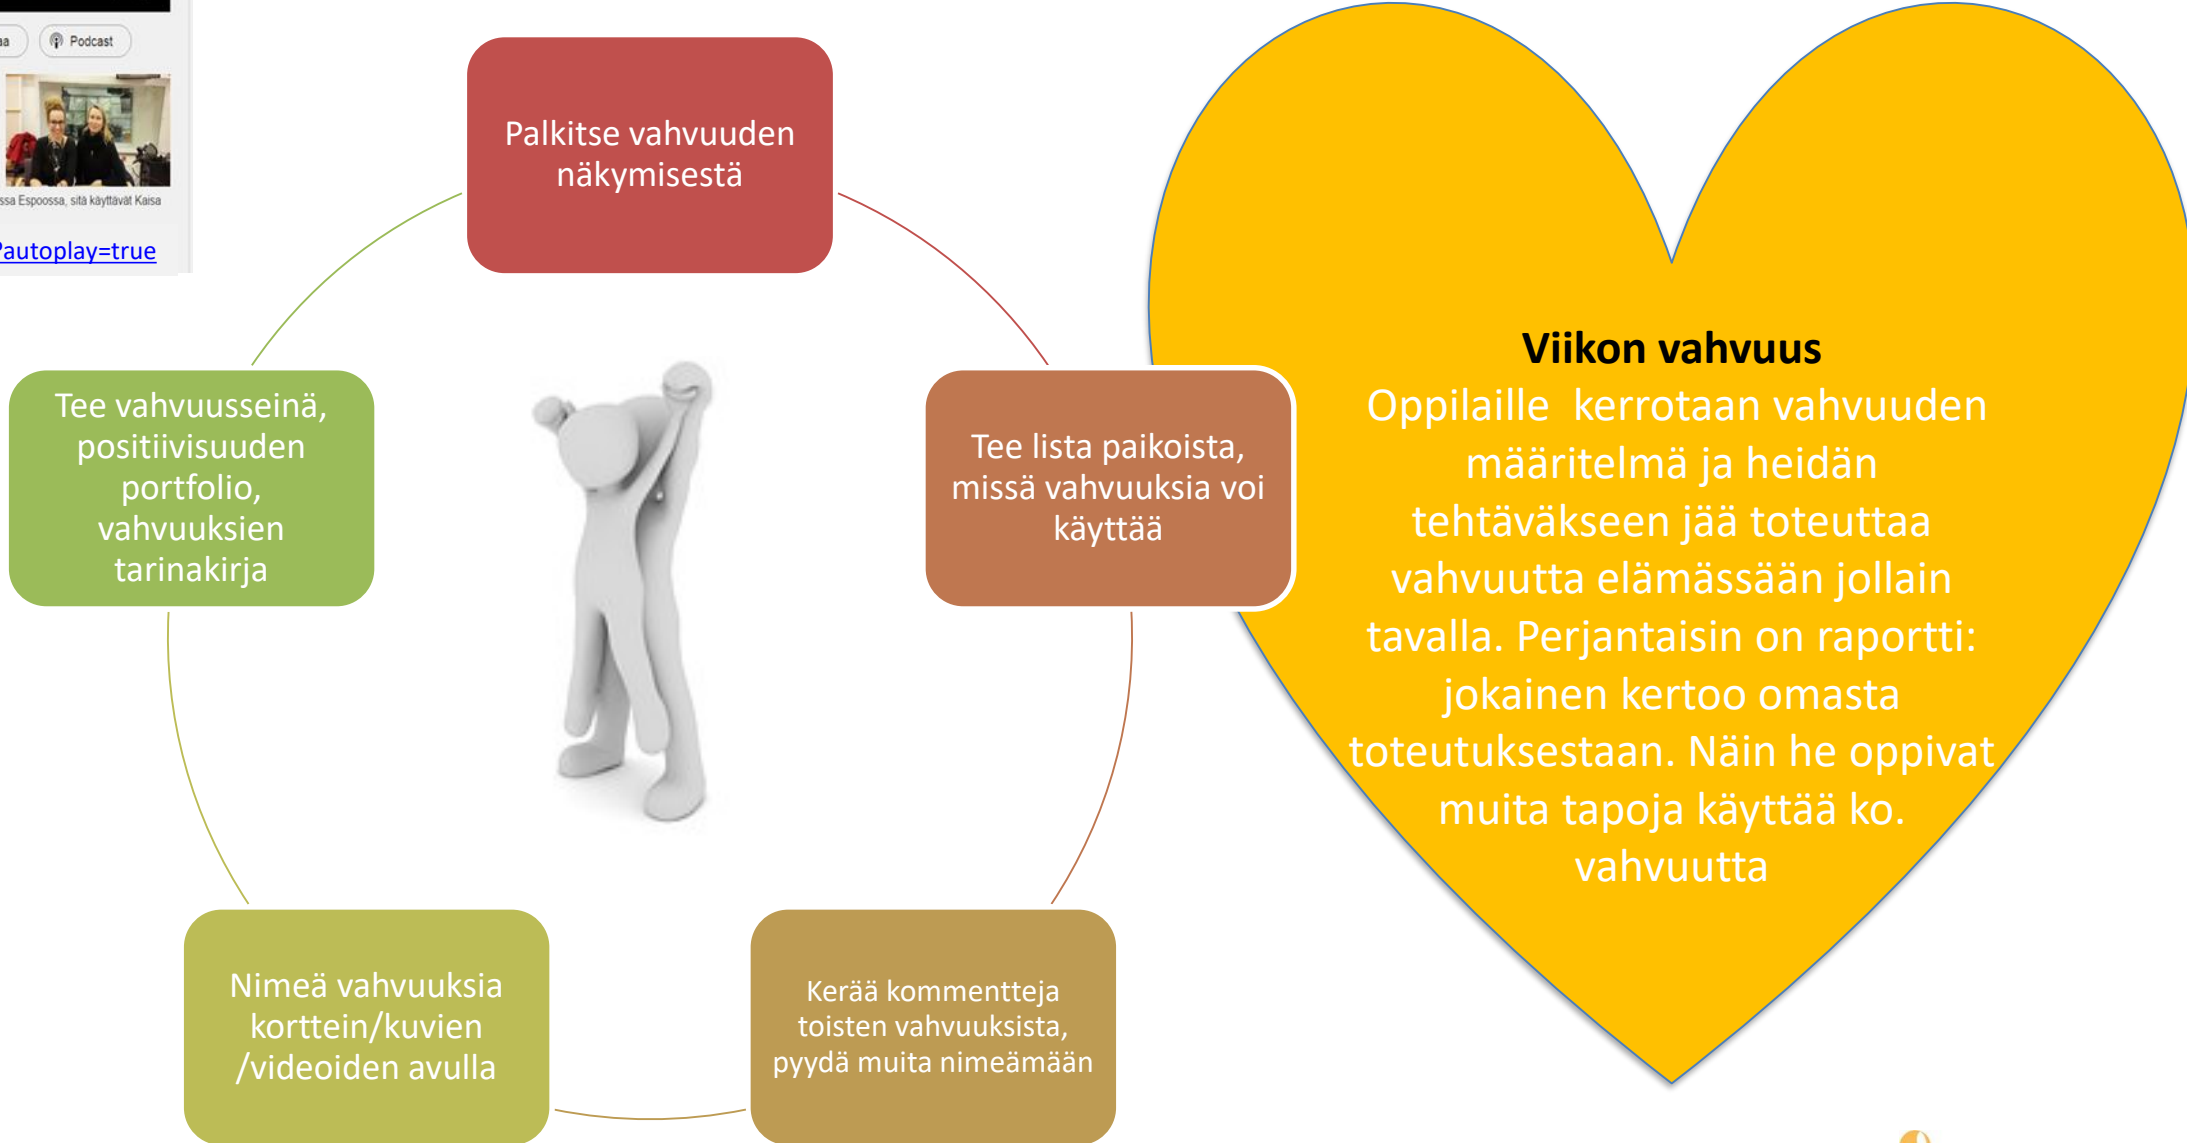 Podcast
Espoossa, sitä käyttävät Kaisa
?autoplay=true
Palkitse vahvuuden
näkymisestä
Tee lista paikoista,
missä vahvuuksia voi
käyttää
Kerää kommentteja
toisten vahvuuksista,
pyydä muita nimeämään
Nimeä vahvuuksia
korttein/kuvien
/videoiden avulla
Tee vahvuusseinä,
positiivisuuden
portfolio,
vahvuuksien
tarinakirja
Viikon vahvuus
Oppilaille kerrotaan vahvuuden
määritelmä ja heidän
tehtäväkseen jää toteuttaa
vahvuutta elämässään jollain
tavalla. Perjantaisin on raportti:
jokainen kertoo omasta
toteutuksestaan. Näin he oppivat
muita tapoja käyttää ko.
vahvuutta